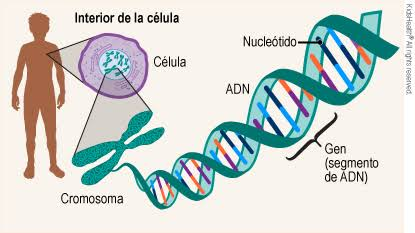 Interior de la célula
Célula
Nucleótido
ADN
Gen
(segmento
de ADN)
Cromosoma
KidsHealth® All rights reserved.